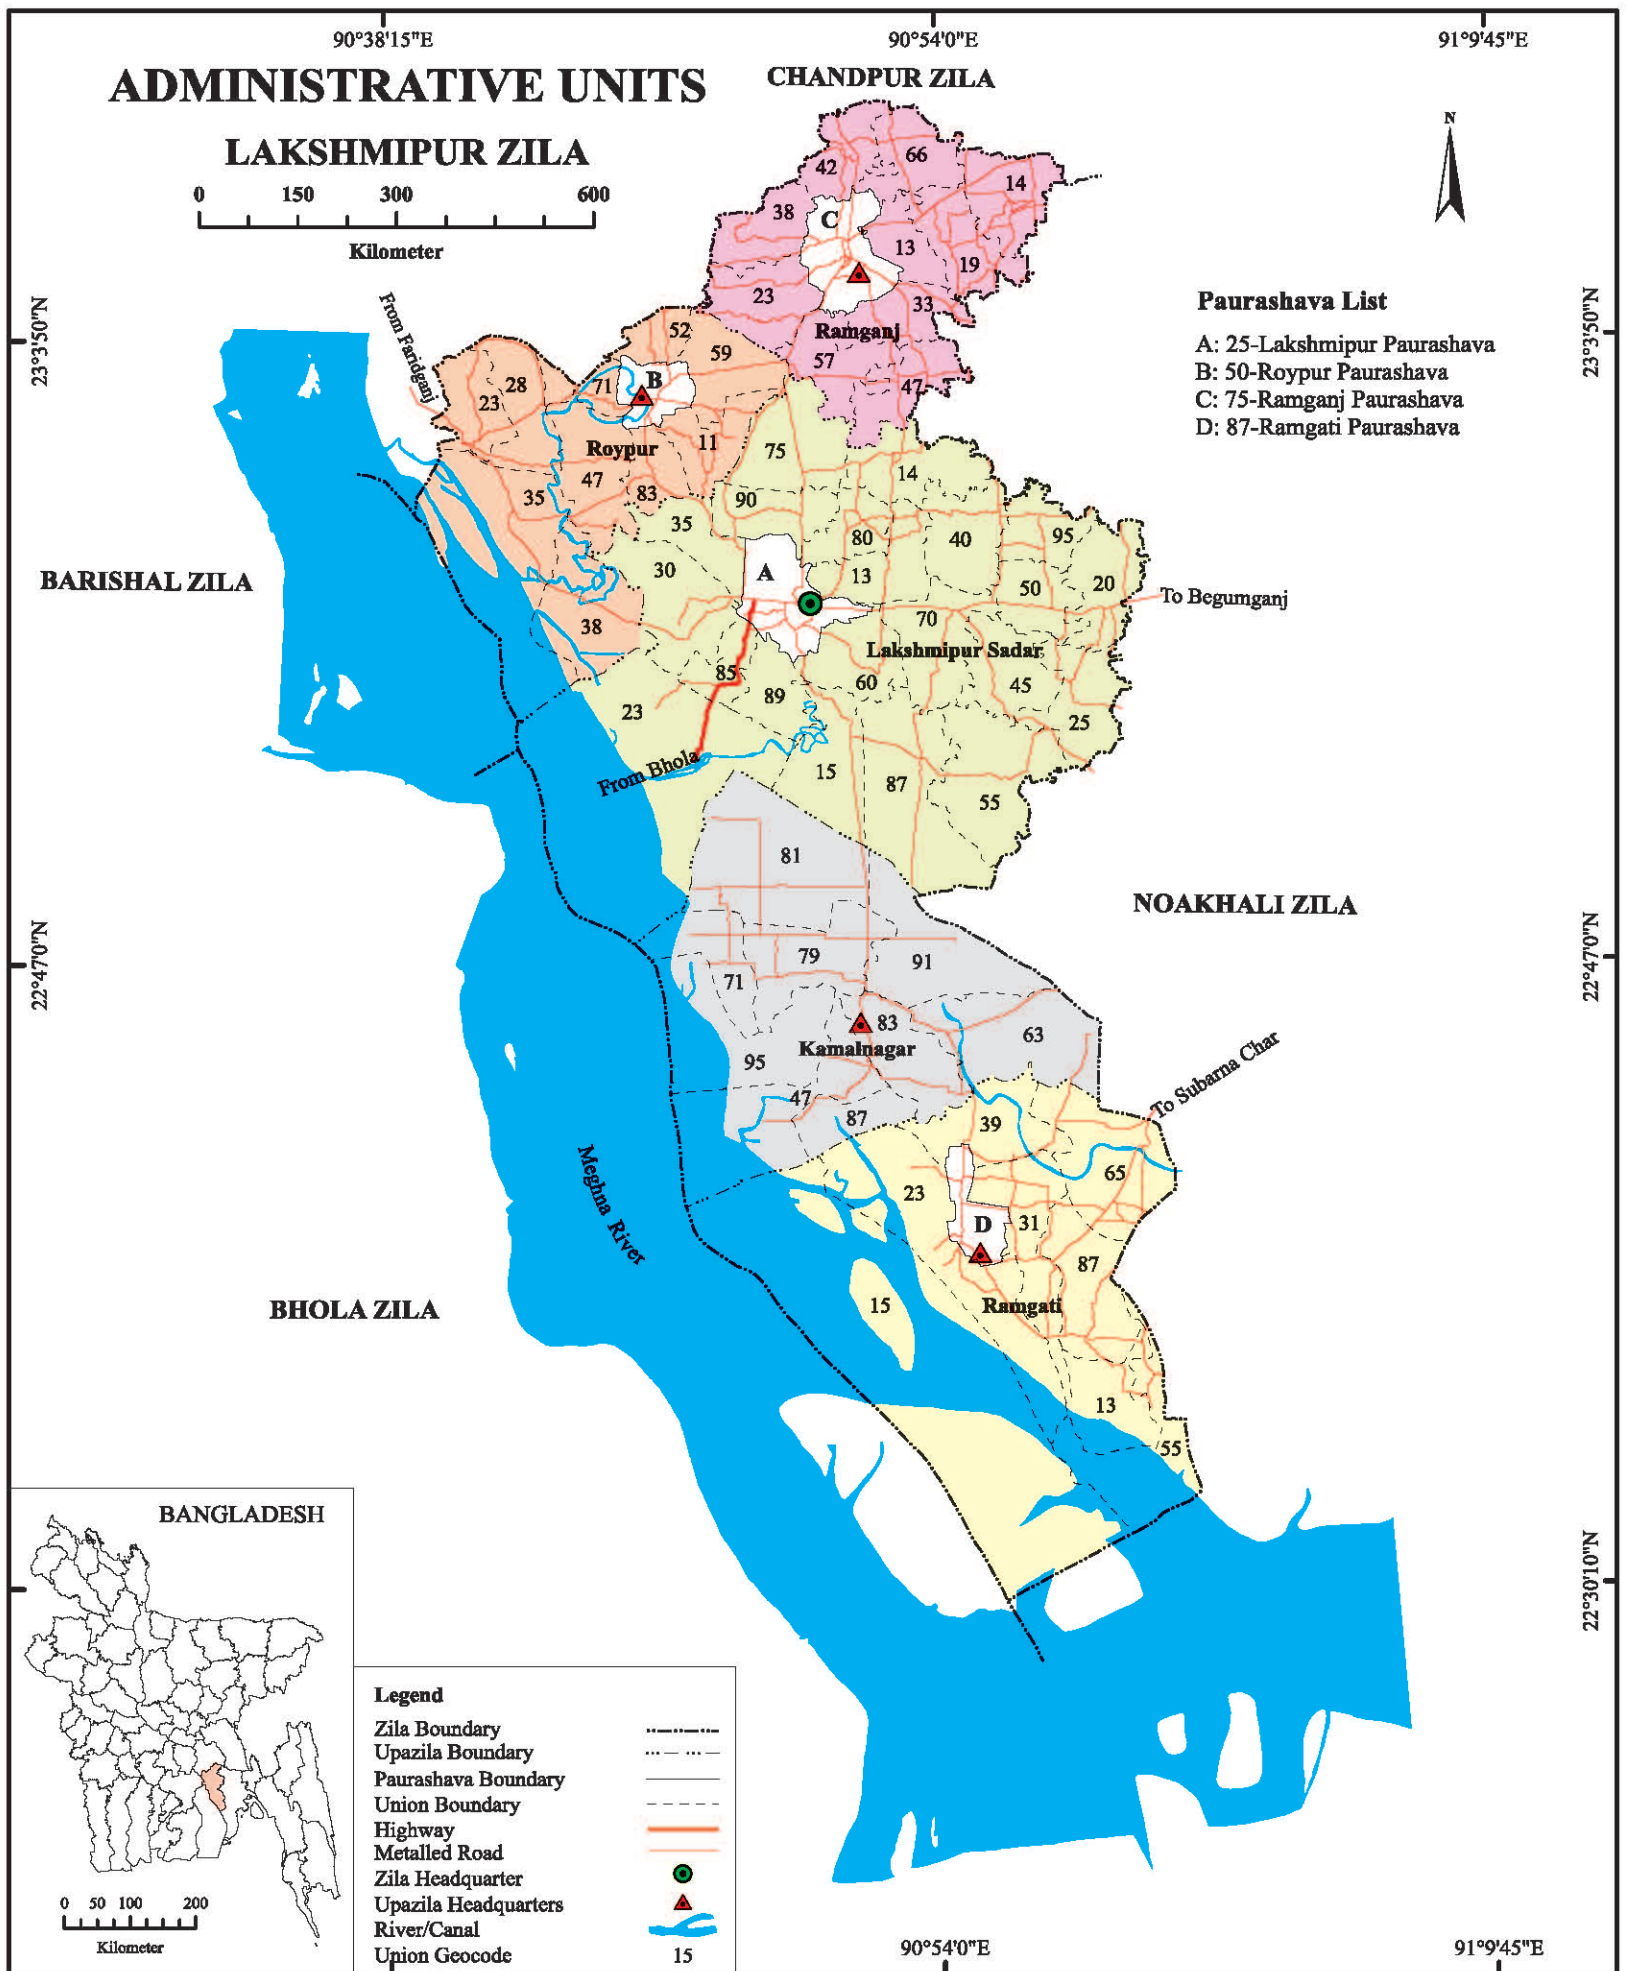 90°38'15"E
90°54'0"E
91°9'45"E
ADMINISTRATIVE UNITS
LAKSHMIPUR ZILA
CHANDPUR ZILA
0 150 300 600
Kilometer
N
23°3'50"N
23°3'50"N
Paurashava List
A: 25-Lakshmipur Paurashava
B: 50-Roypur Paurashava
C: 75-Ramganj Paurashava
D: 87-Ramgati Paurashava
42
66
14
38
C
13
19
23
33
Ramganj
57
47
From Faridganj
52
59
28
23
71
B
Roypur
11
47
35
83
38
75
14
90
35
80
40
95
30
A
13
50
20
To Begumganj
70
Lakshmipur Sadar
85
89
60
45
23
25
From Bhola
15
87
55
BARISHAL ZILA
NOAKHALI ZILA
22°47'0"N
22°47'0"N
81
79
91
71
83
Kamalnagar
63
95
47
87
To Subarna Char
39
65
23
D
31
87
15
Ramgati
13
55
Meghna River
BHOLA ZILA
22°30'10"N
BANGLADESH
0 50 100 200
Kilometer
Legend
Zila Boundary
Upazila Boundary
Paurashava Boundary
Union Boundary
Highway
Metalled Road
Zila Headquarter
Upazila Headquarters
River/Canal
Union Geocode 15
90°54'0"E
91°9'45"E